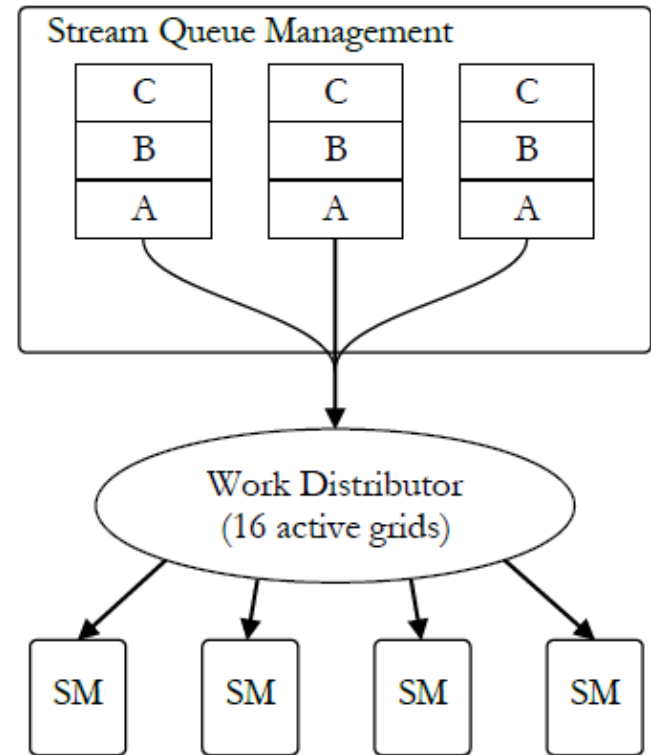 Stream Queue Management
C C C
B B B
A A A
Work Distributor
(16 active grids)
SM SM SM SM